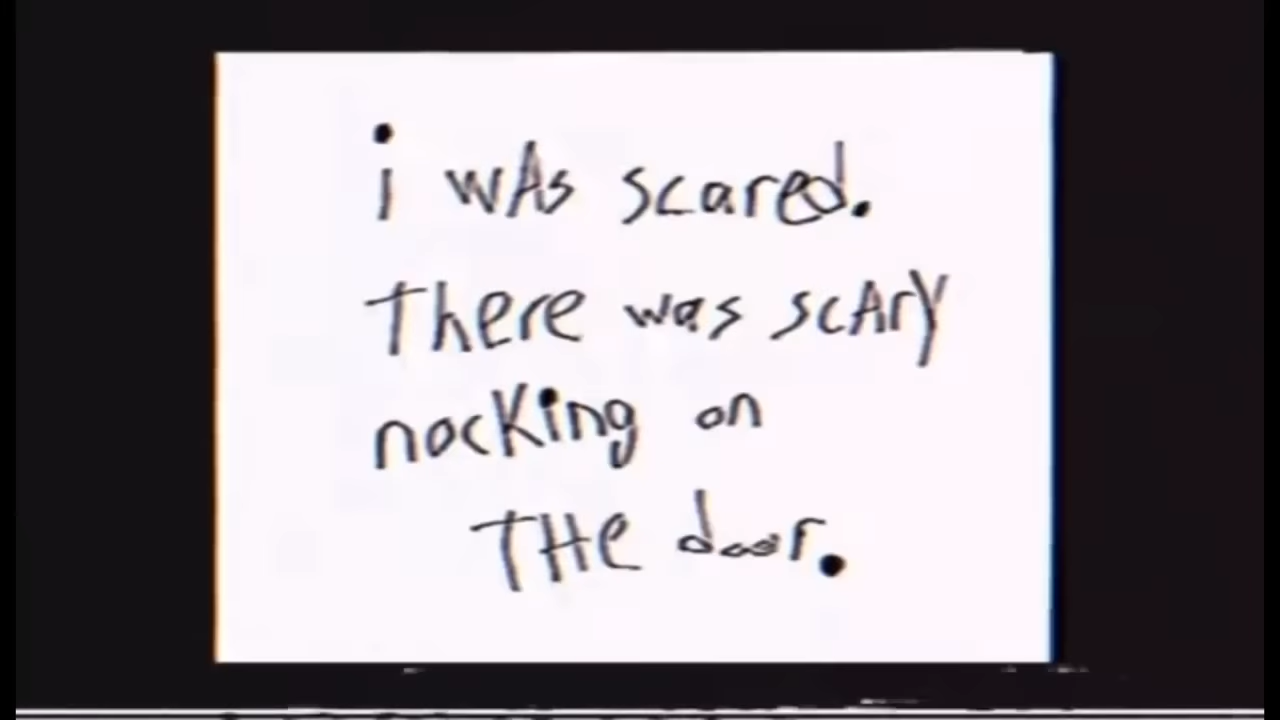 i wAs scared.
There was scArY
nocKing on
THe door.